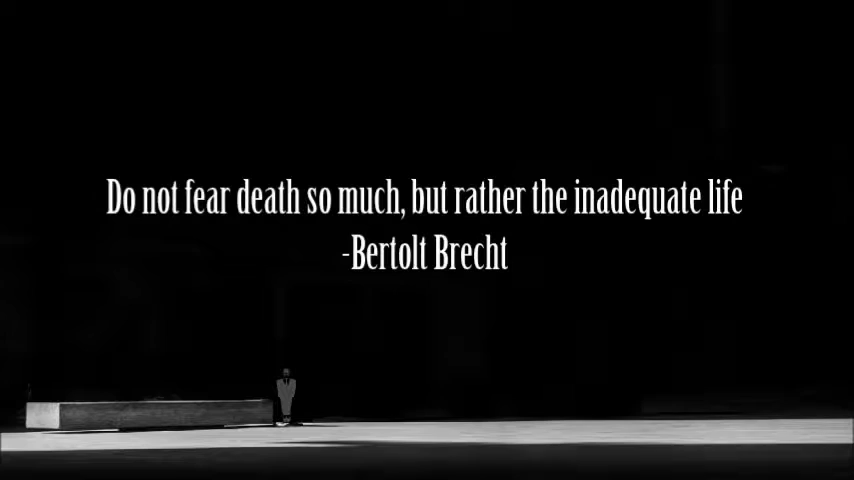 Do not fear death so much, but rather the inadequate life
-Bertolt Brecht